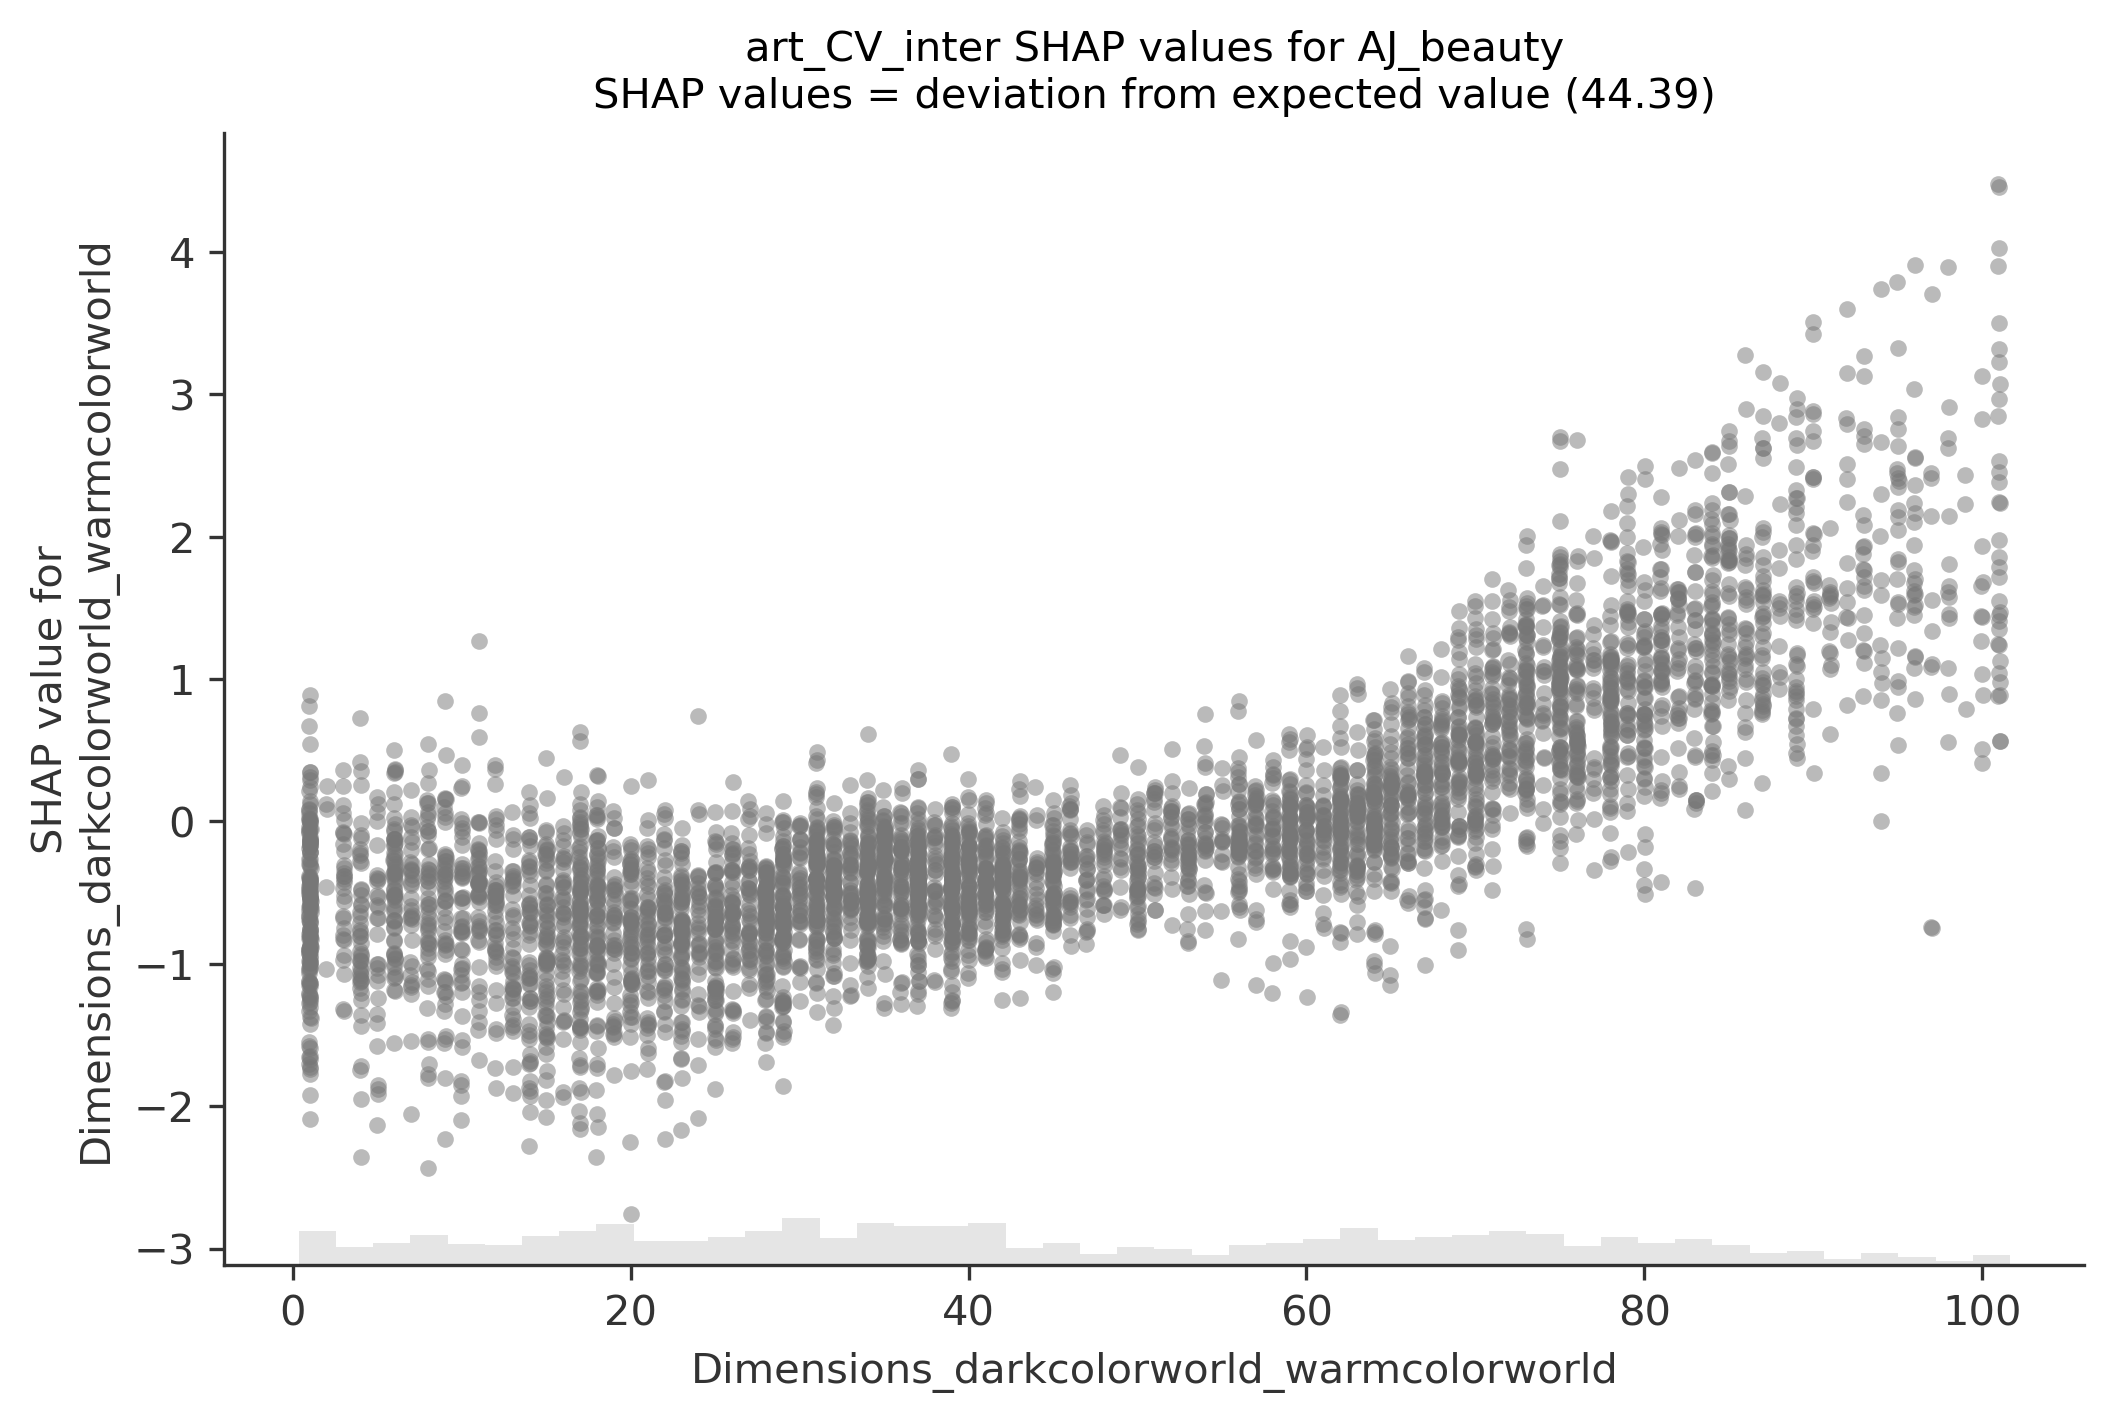 art_CV_inter SHAP values for AJ_beauty
SHAP values = deviation from expected value (44.39)
SHAP value for
Dimensions_darkcolorworld_warmcolorworld
4
3
2
1
0
−1
−2
−3
0 20 40 60 80 100
Dimensions_darkcolorworld_warmcolorworld